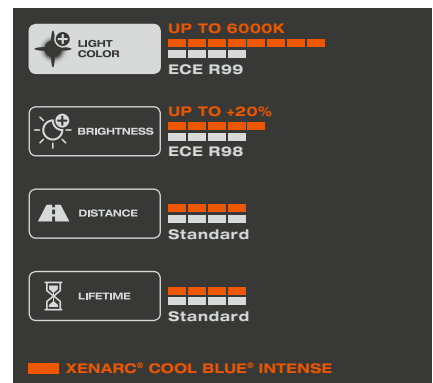 UP TO 6000K
LIGHT
COLOR
ECE R99
UP TO +20%
BRIGHTNESS
ECE R98
DISTANCE
Standard
LIFETIME
Standard
XENARC® COOL BLUE® INTENSE